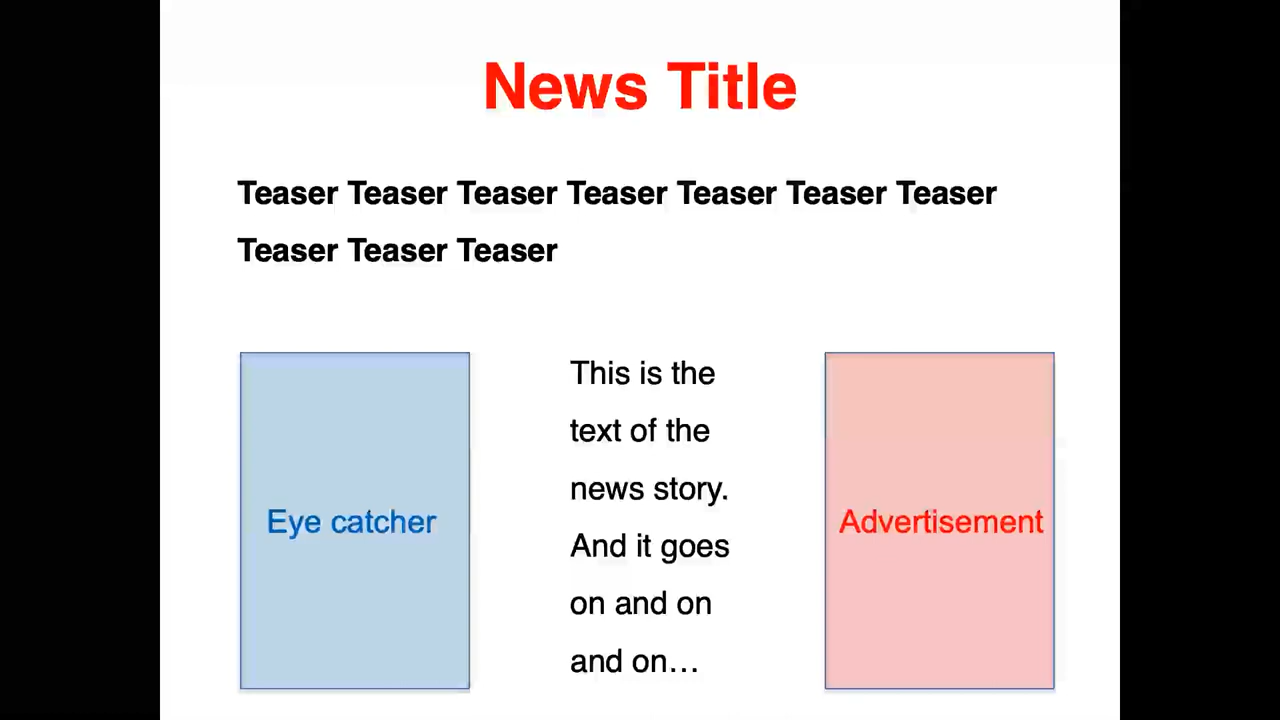 News Title
Teaser Teaser Teaser Teaser Teaser Teaser Teaser
Teaser Teaser Teaser
Eye catcher
This is the
text of the
news story.
And it goes
on and on
and on…
Advertisement